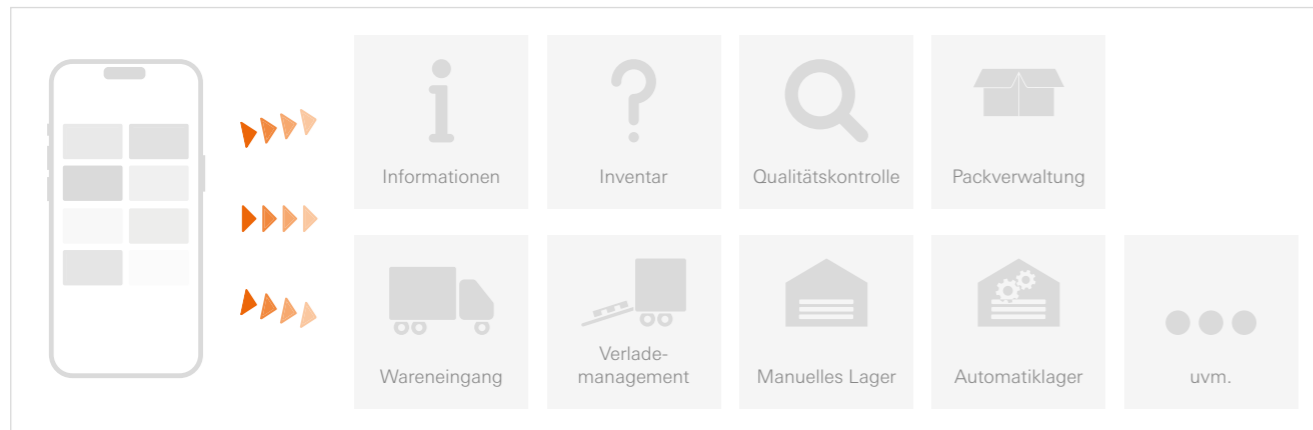 Informationen
Inventar
Qualitätskontrolle
Packverwaltung
Wareneingang
Verlade-
management
Manuelles Lager
Automatiklager
uvm.